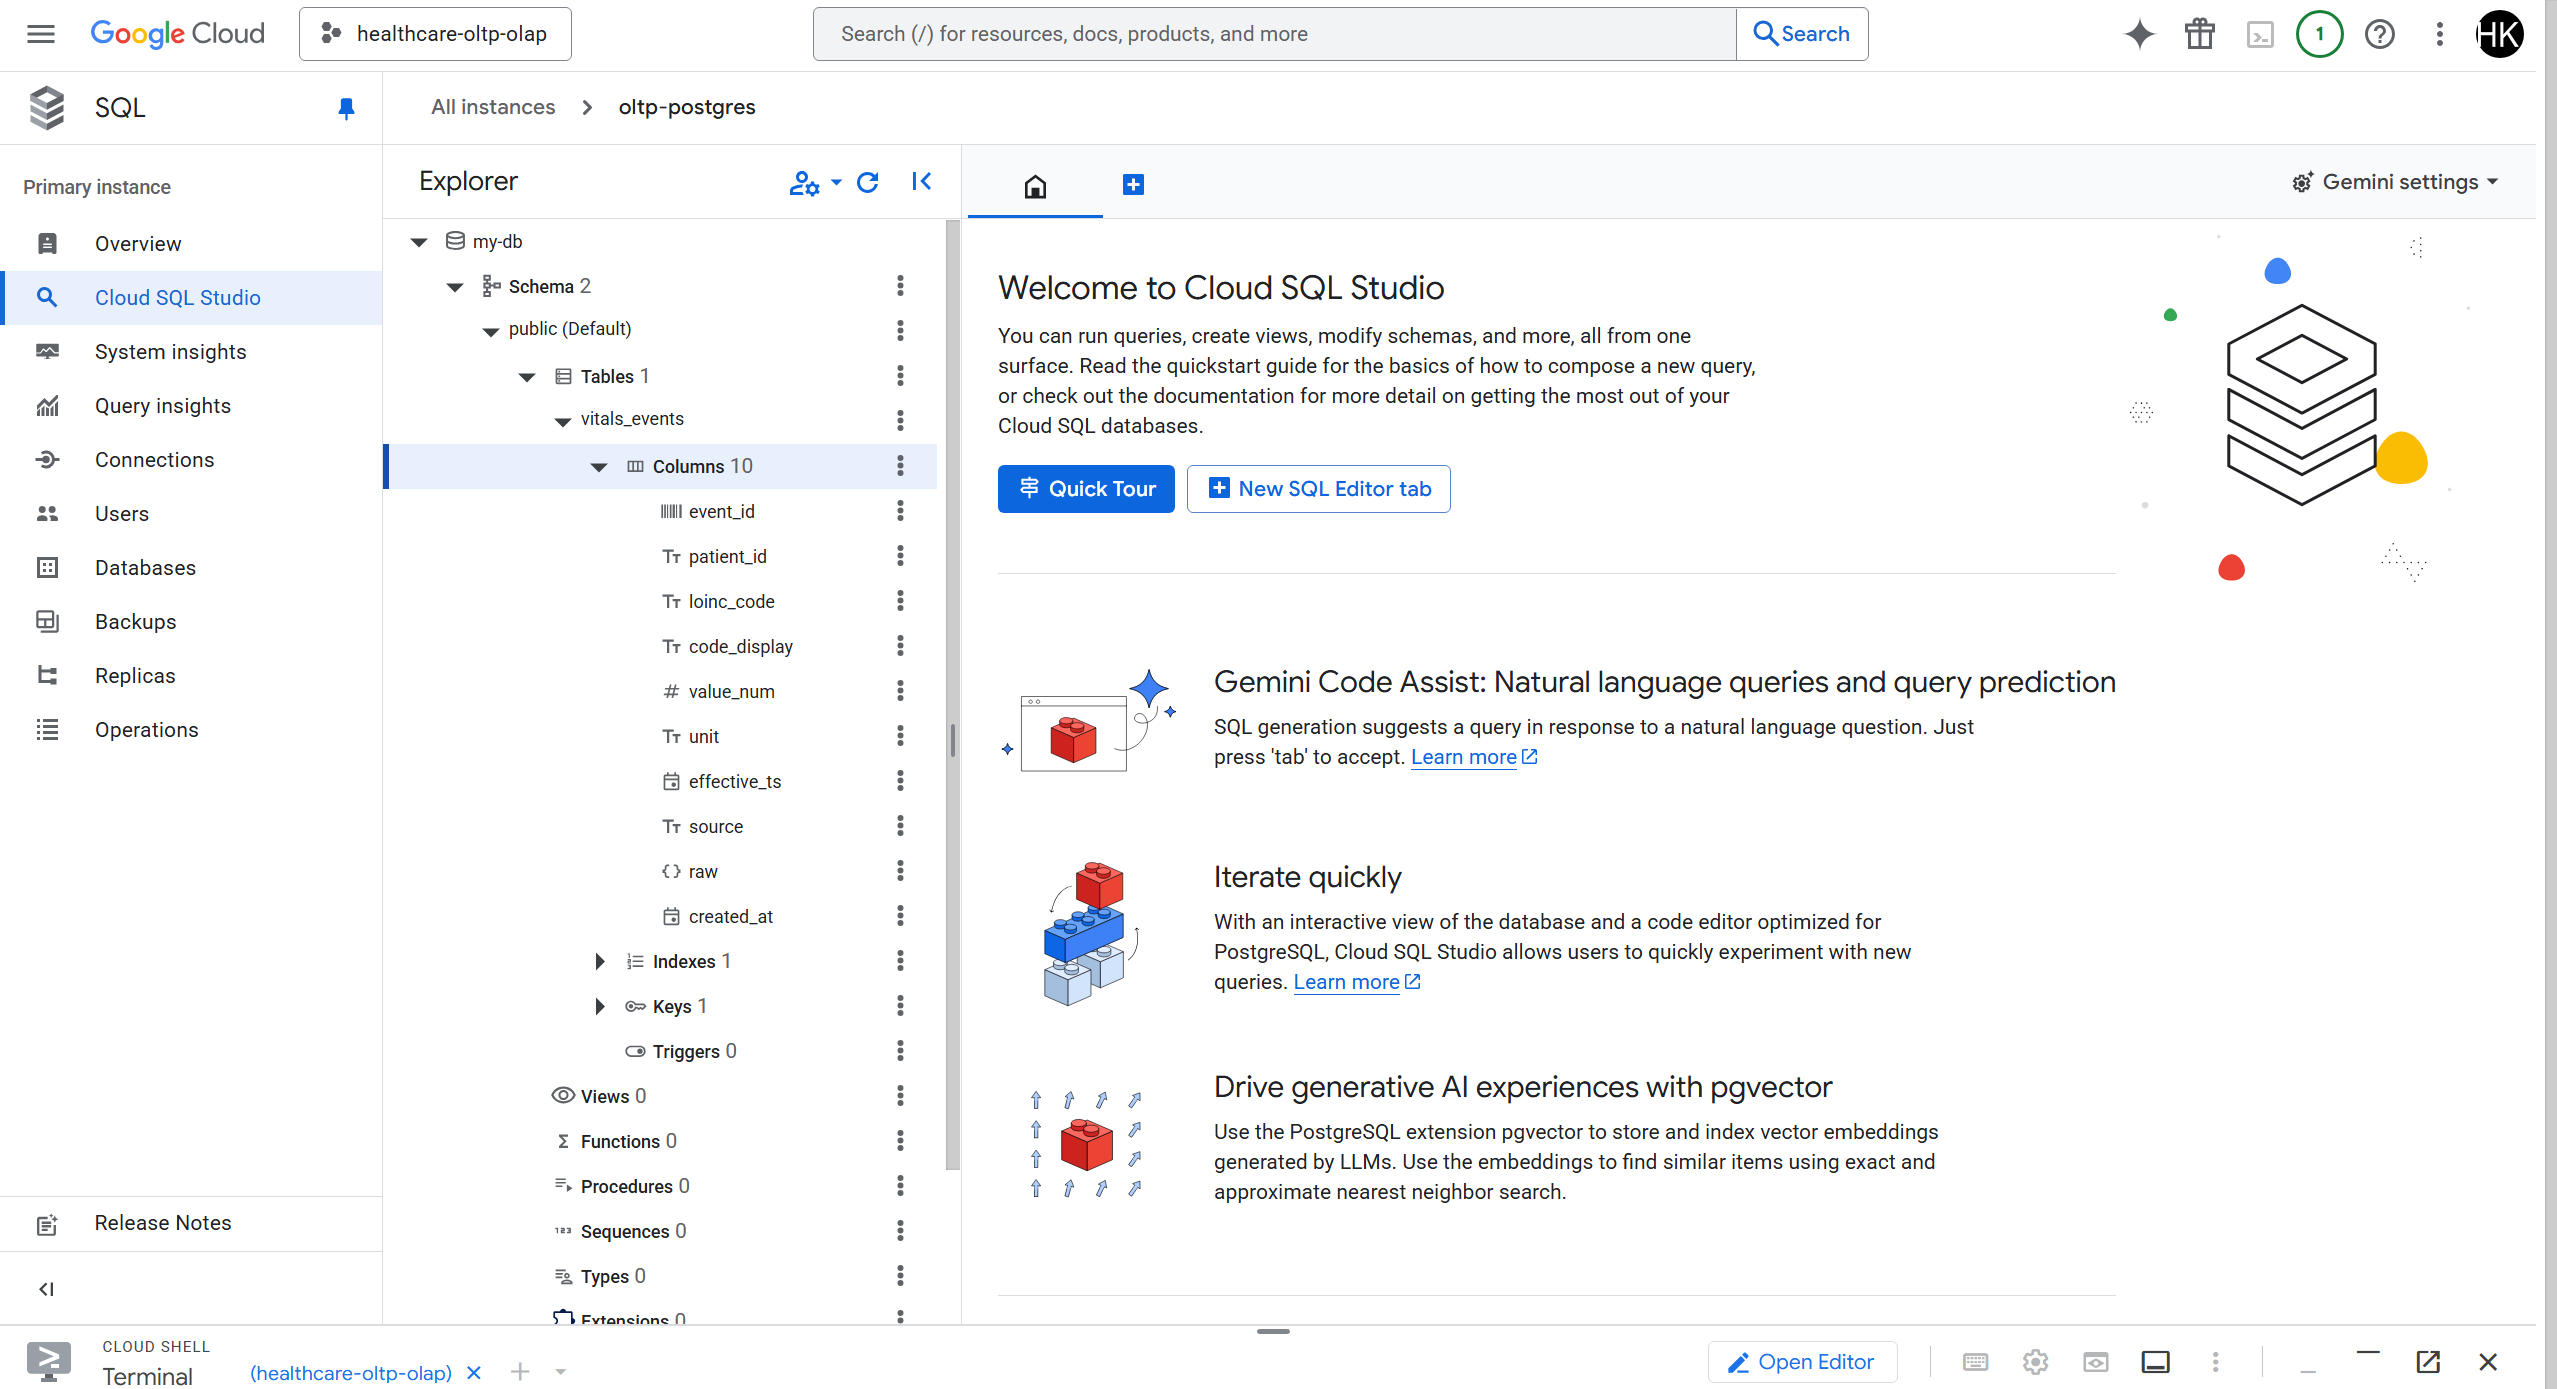 Google Cloud
healthcare-oltp-olap
Search (/) for resources, docs, products, and more
Search
1
HK
SQL
All instances
oltp-postgres
Primary instance
Overview
Cloud SQL Studio
System insights
Query insights
Connections
Users
Databases
Backups
Replicas
Operations
Release Notes
Explorer
my-db
Schema 2
public (Default)
Tables 1
vitals_events
Columns 10
event_id
patient_id
loinc_code
code_display
value_num
unit
effective_ts
source
raw
created_at
Indexes 1
Keys 1
Triggers 0
Views 0
Functions 0
Procedures 0
Sequences 0
Types 0
Extensions 0
Gemini settings
Welcome to Cloud SQL Studio
You can run queries, create views, modify schemas, and more, all from one
surface. Read the quickstart guide for the basics of how to compose a new query,
or check out the documentation for more detail on getting the most out of your
Cloud SQL databases.
Quick Tour
New SQL Editor tab
Gemini Code Assist: Natural language queries and query prediction
SQL generation suggests a query in response to a natural language question. Just
press 'tab' to accept. Learn more
Iterate quickly
With an interactive view of the database and a code editor optimized for
PostgreSQL, Cloud SQL Studio allows users to quickly experiment with new
queries. Learn more
Drive generative AI experiences with pgvector
Use the PostgreSQL extension pgvector to store and index vector embeddings
generated by LLMs. Use the embeddings to find similar items using exact and
approximate nearest neighbor search.
CLOUD SHELL
Terminal
(healthcare-oltp-olap)
Open Editor